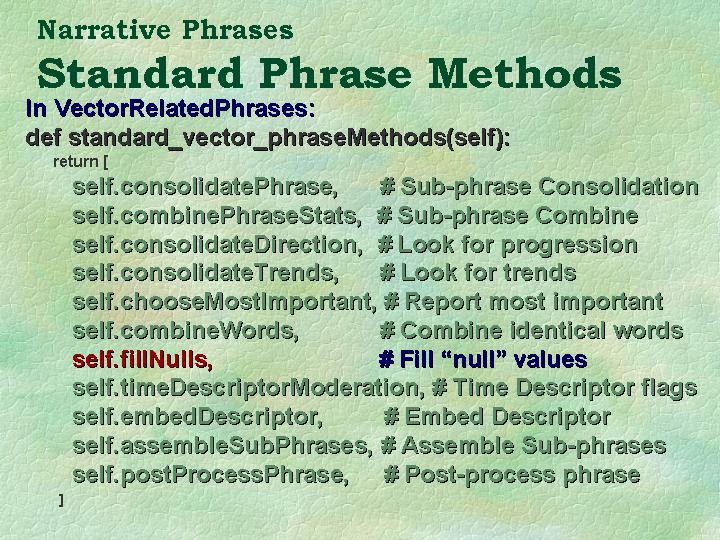 Narrative Phrases
Standard Phrase Methods
In VectorRelatedPhrases:
def standard_vector_phraseMethods(self):
return [
self.consolidatePhrase, # Sub-phrase Consolidation
self.combinePhraseStats, # Sub-phrase Combine
self.consolidateDirection, # Look for progression
self.consolidateTrends, # Look for trends
self.chooseMostImportant, # Report most important
self.combineWords, # Combine identical words
self.fillNulls, # Fill “null” values
self.timeDescriptorModeration, # Time Descriptor flags
self.embedDescriptor, # Embed Descriptor
self.assembleSubPhrases, # Assemble Sub-phrases
self.postProcessPhrase, # Post-process phrase
]